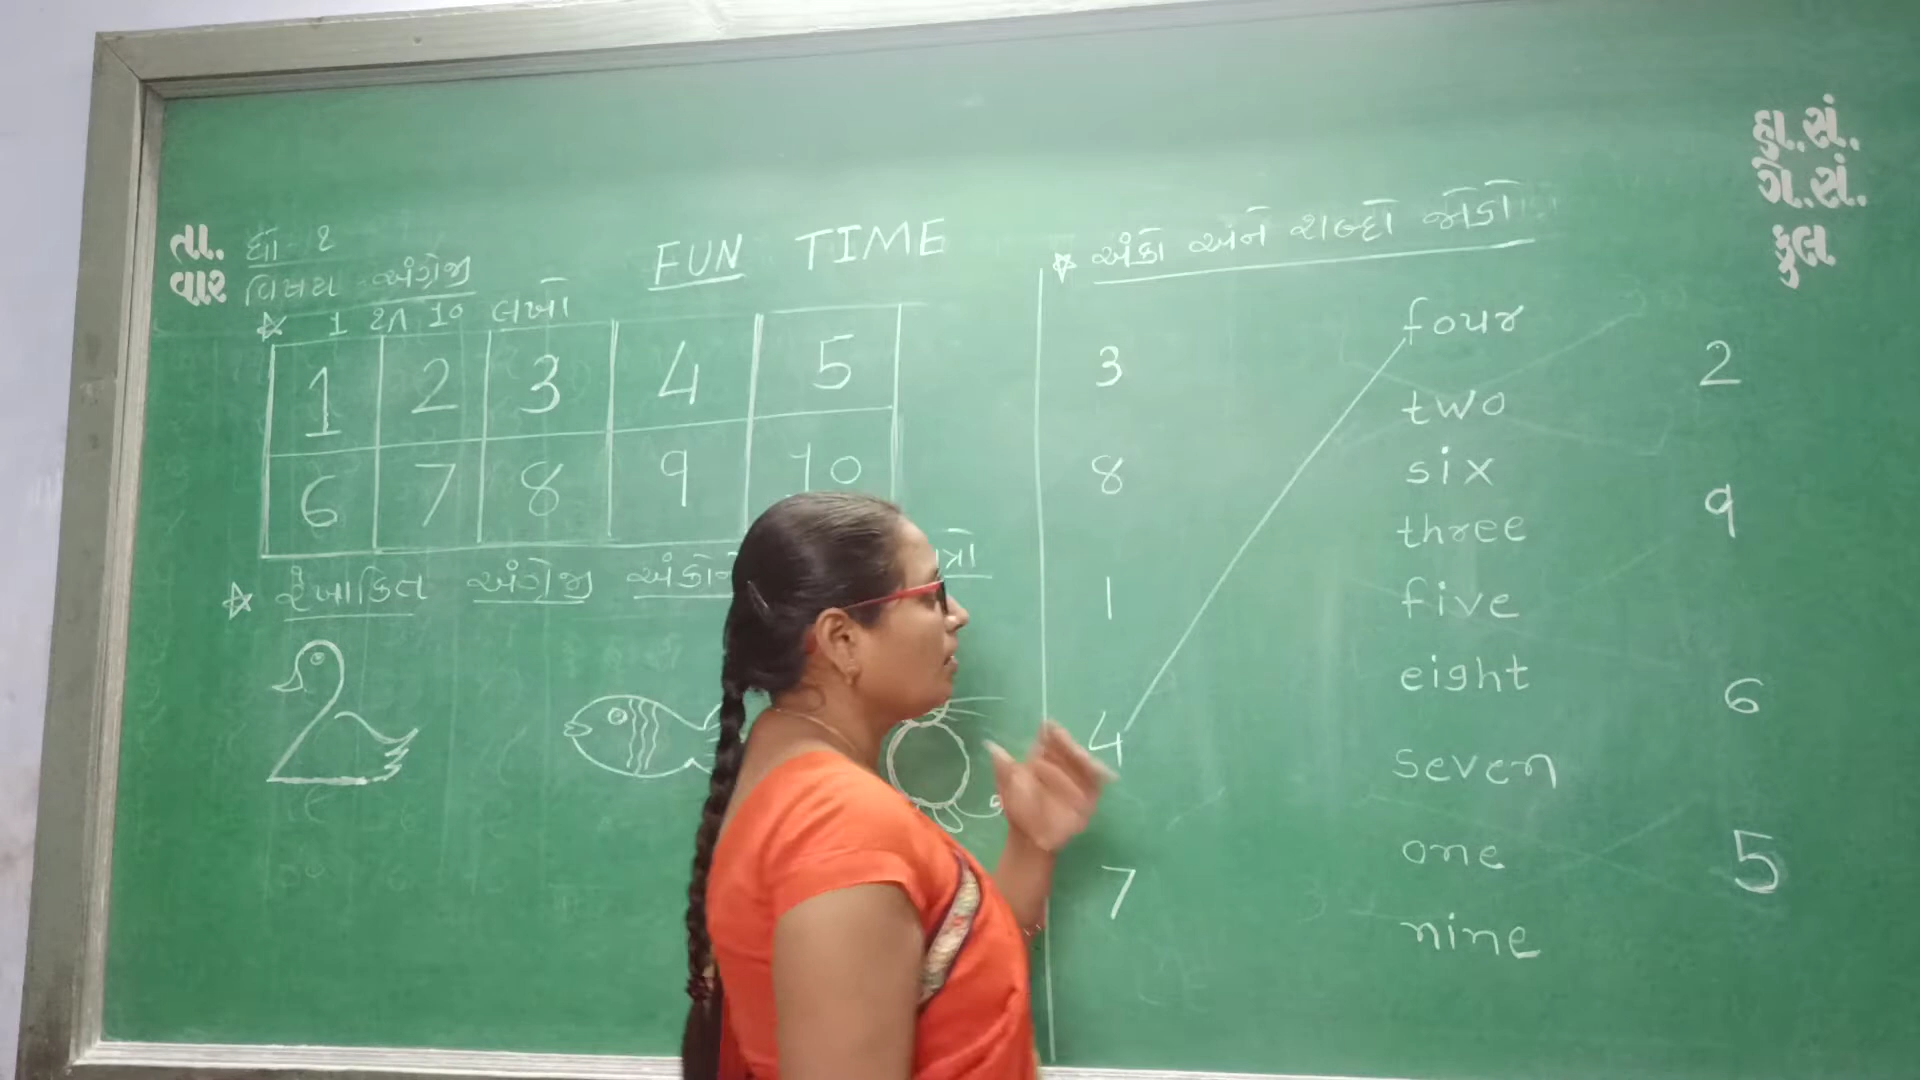 તા. ધો - ૨
વાર વિષય - અંગ્રેજી
FUN TIME
1 થી 10 લખો
1 2 3 4 5
6 7 8 9 10
રેખાંકિત અંગ્રેજી
અંકો અને શબ્દો જોડો
four
3 2
two
8 six 9
three
1 five
eight 6
4 seven
one 5
7 nine
હા.સં.
ગે.સં.
કુલ